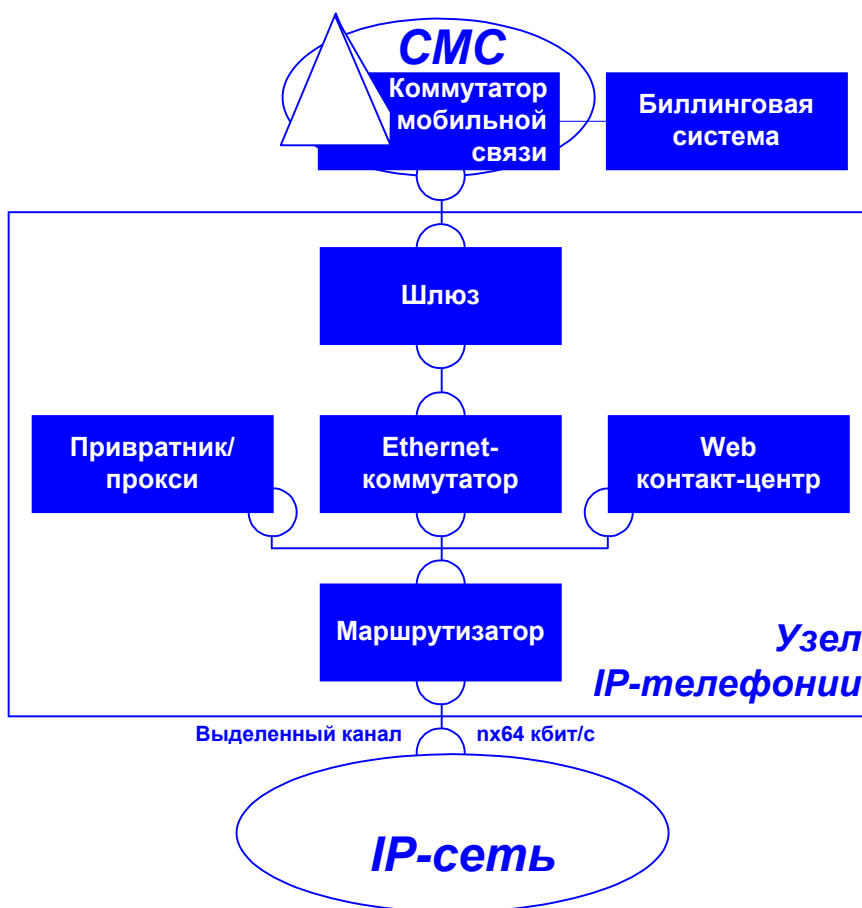 СМС
Коммутатор
мобильной
связи
Биллинговая
система
Шлюз
Привратник/
прокси
Ethernet-
коммутатор
Web
контакт-центр
Маршрутизатор
Узел
IP-телефонии
Выделенный канал
nx64 кбит/с
IP-сеть